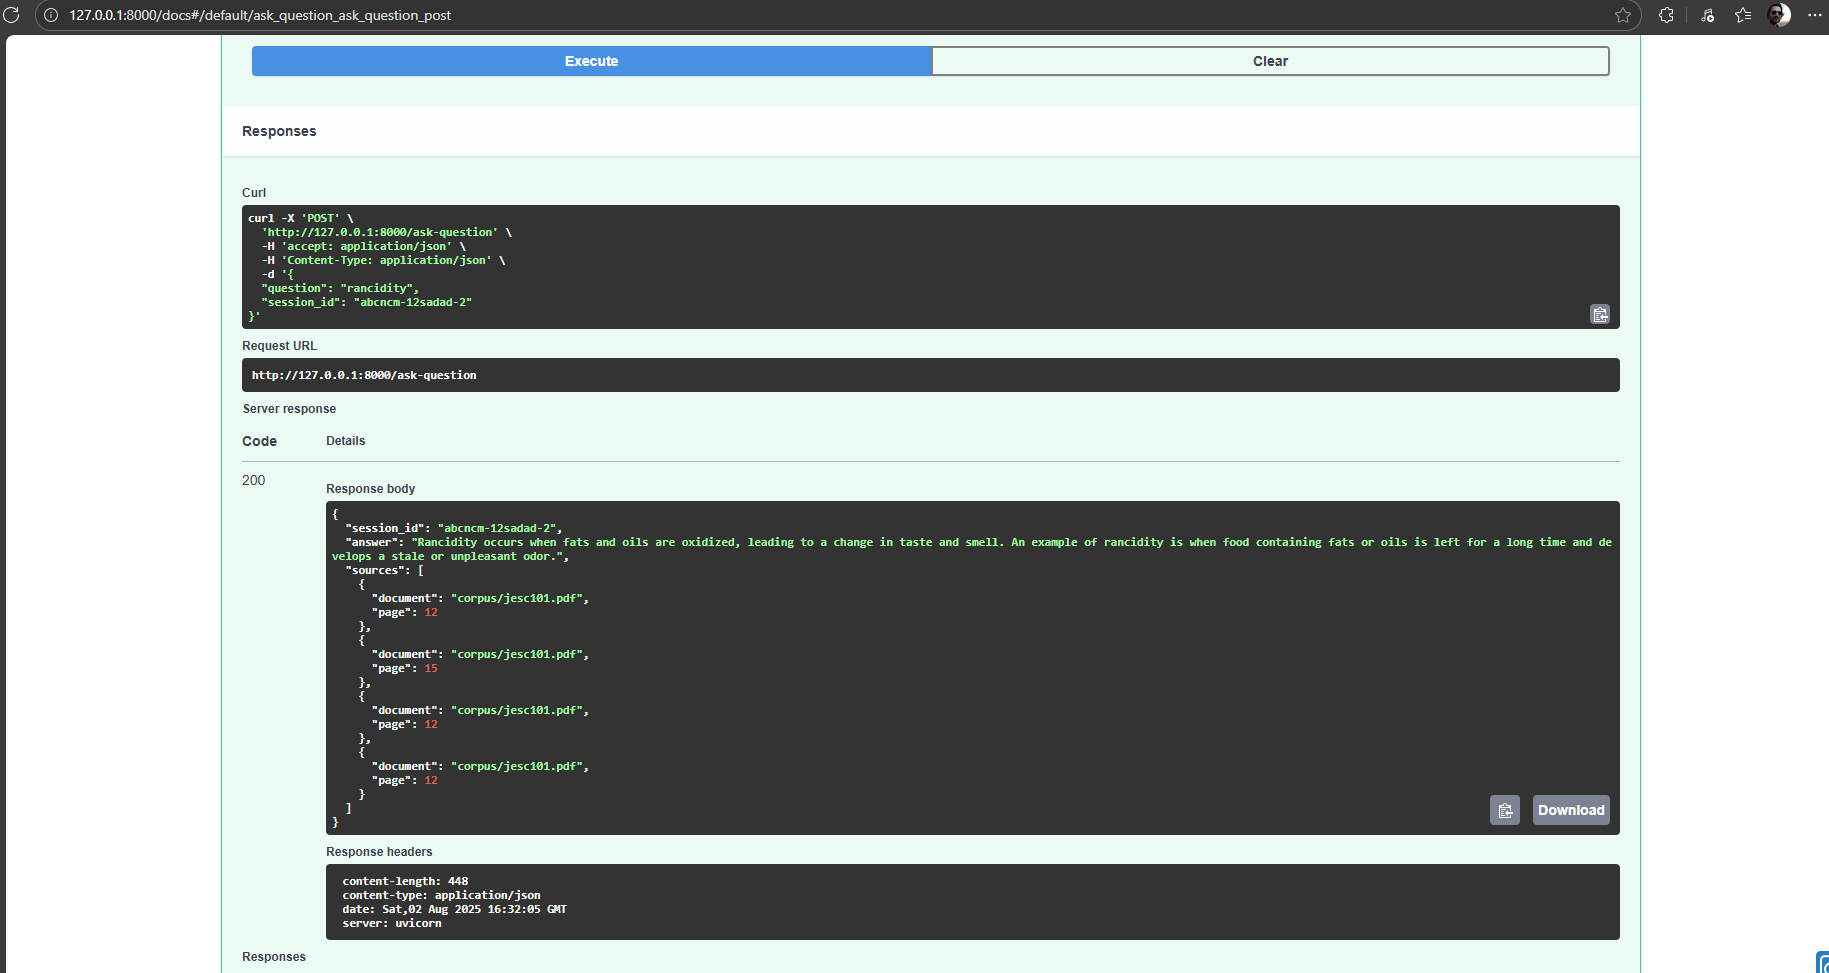 127.0.0.1:8000/docs#/default/ask_question_ask_question_post
Execute
Clear
Responses
Curl
curl -X 'POST' \
'http://127.0.0.1:8000/ask-question' \
-H 'accept: application/json' \
-H 'Content-Type: application/json' \
-d '{
"question": "rancidity",
"session_id": "abcncm-12sadad-2"
}'
Request URL
http://127.0.0.1:8000/ask-question
Server response
Code Details
200
Response body
{
"session_id": "abcncm-12sadad-2",
"answer": "Rancidity occurs when fats and oils are oxidized, leading to a change in taste and smell. An example of rancidity is when food containing fats or oils is left for a long time and de
velops a stale or unpleasant odor.",
"sources": [
{
"document": "corpus/jesc101.pdf",
"page": 12
},
{
"document": "corpus/jesc101.pdf",
"page": 15
},
{
"document": "corpus/jesc101.pdf",
"page": 12
},
{
"document": "corpus/jesc101.pdf",
"page": 12
}
]
}
Download
Response headers
content-length: 448
content-type: application/json
date: Sat,02 Aug 2025 16:32:05 GMT
server: uvicorn
Responses